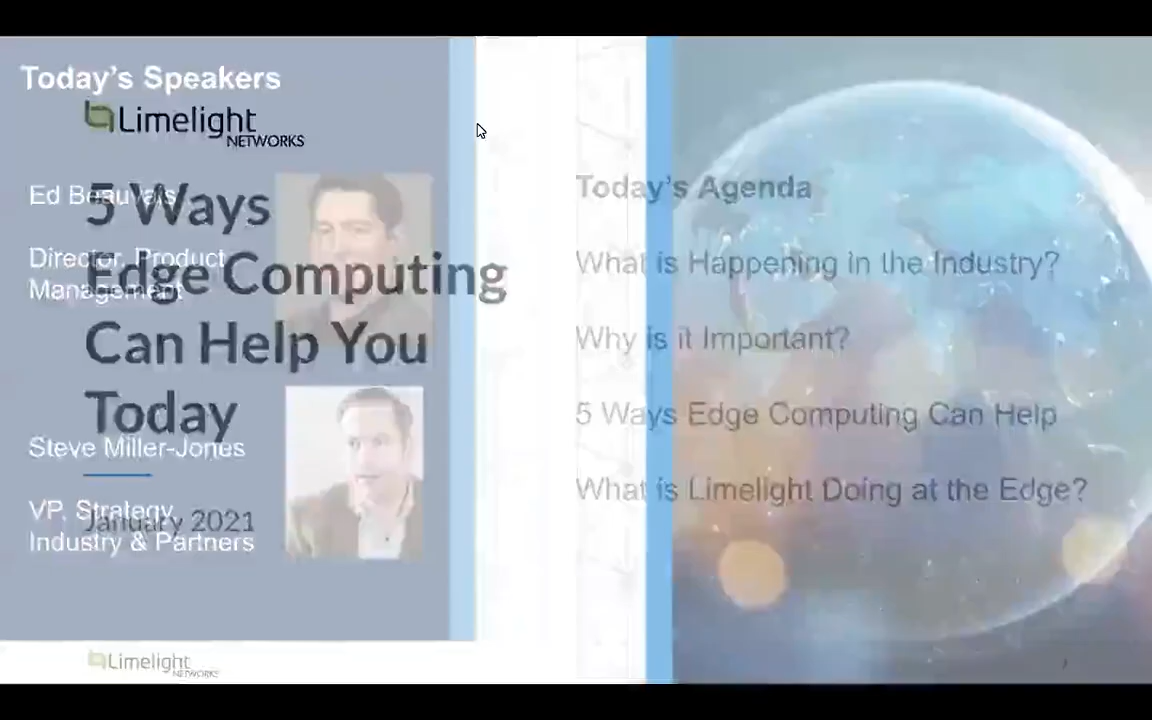 Today's Speakers
Limelight
NETWORKS
5 Ways
Edge Computing
Can Help You
Today
January 2021
Ed Beauvais
Director, Product
Management
Steve Miller-Jones
VP, Strategy,
Industry & Partners
Today's Agenda
What is Happening in the Industry?
Why is it Important?
5 Ways Edge Computing Can Help
What is Limelight Doing at the Edge?
Limelight
NETWORKS